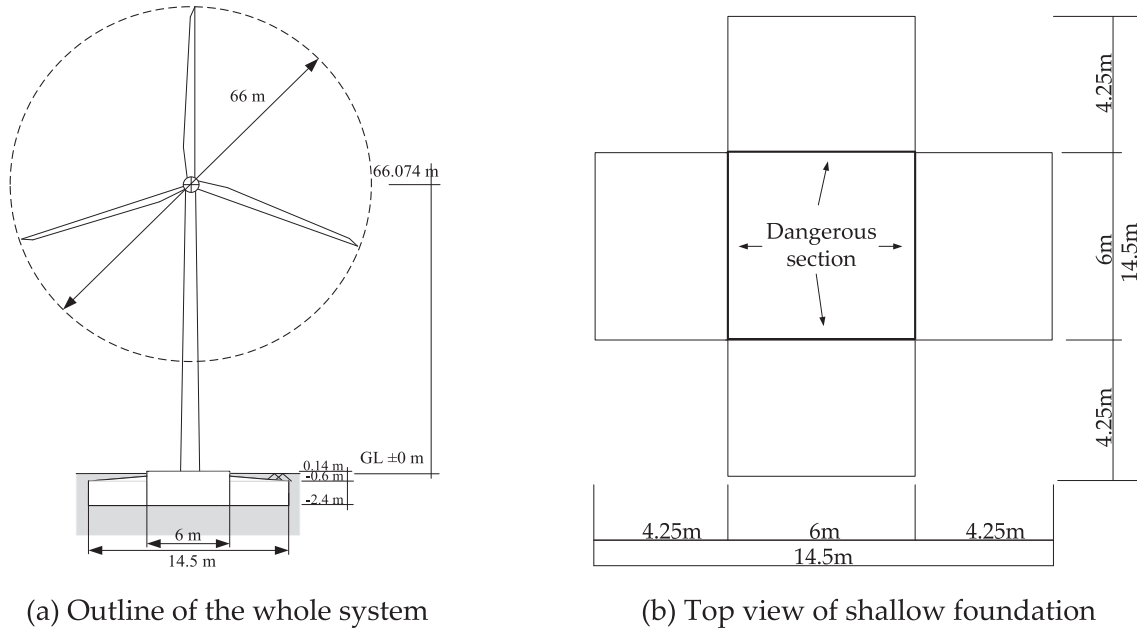 66 m
66.074 m
GL ±0 m
0.14 m
-0.6 m
-2.4 m
6 m
14.5 m
(a) Outline of the whole system
Dangerous
section
4.25m
6m
14.5m
4.25m
4.25m
6m
4.25m
14.5m
(b) Top view of shallow foundation